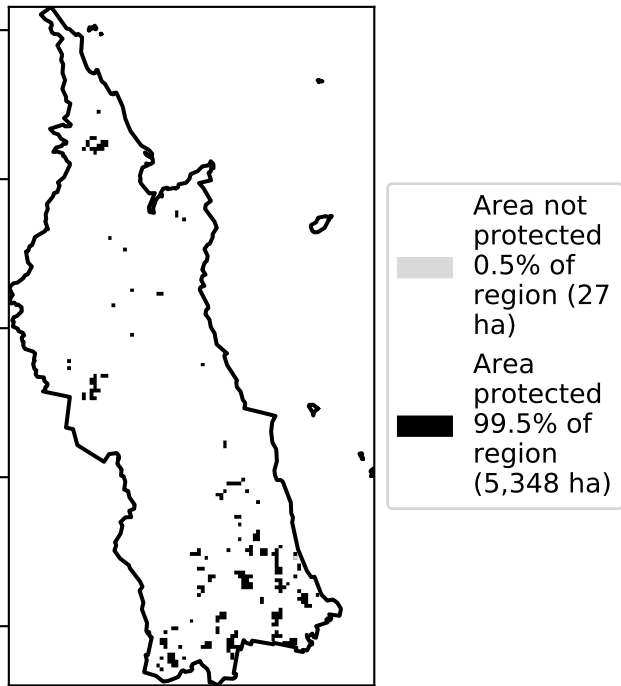 Area not
protected
0.5% of
region (27
ha)
Area
protected
99.5% of
region
(5,348 ha)